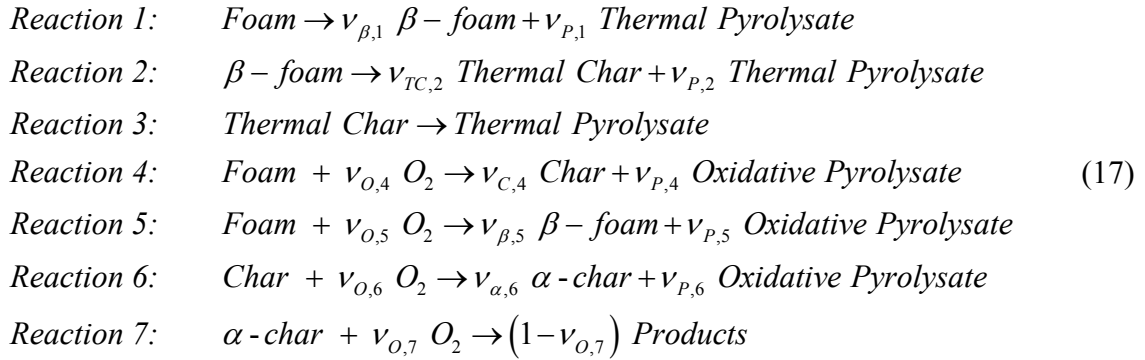 Reaction 1: Foam → ν_{β,1} β − foam + ν_{P,1} Thermal Pyrolysate
Reaction 2: β − foam → ν_{TC,2} Thermal Char + ν_{P,2} Thermal Pyrolysate
Reaction 3: Thermal Char → Thermal Pyrolysate
Reaction 4: Foam + ν_{O,4} O_2 → ν_{C,4} Char + ν_{P,4} Oxidative Pyrolysate (17)
Reaction 5: Foam + ν_{O,5} O_2 → ν_{β,5} β − foam + ν_{P,5} Oxidative Pyrolysate
Reaction 6: Char + ν_{O,6} O_2 → ν_{α,6} α - char + ν_{P,6} Oxidative Pyrolysate
Reaction 7: α - char + ν_{O,7} O_2 → (1 − ν_{O,7}) Products